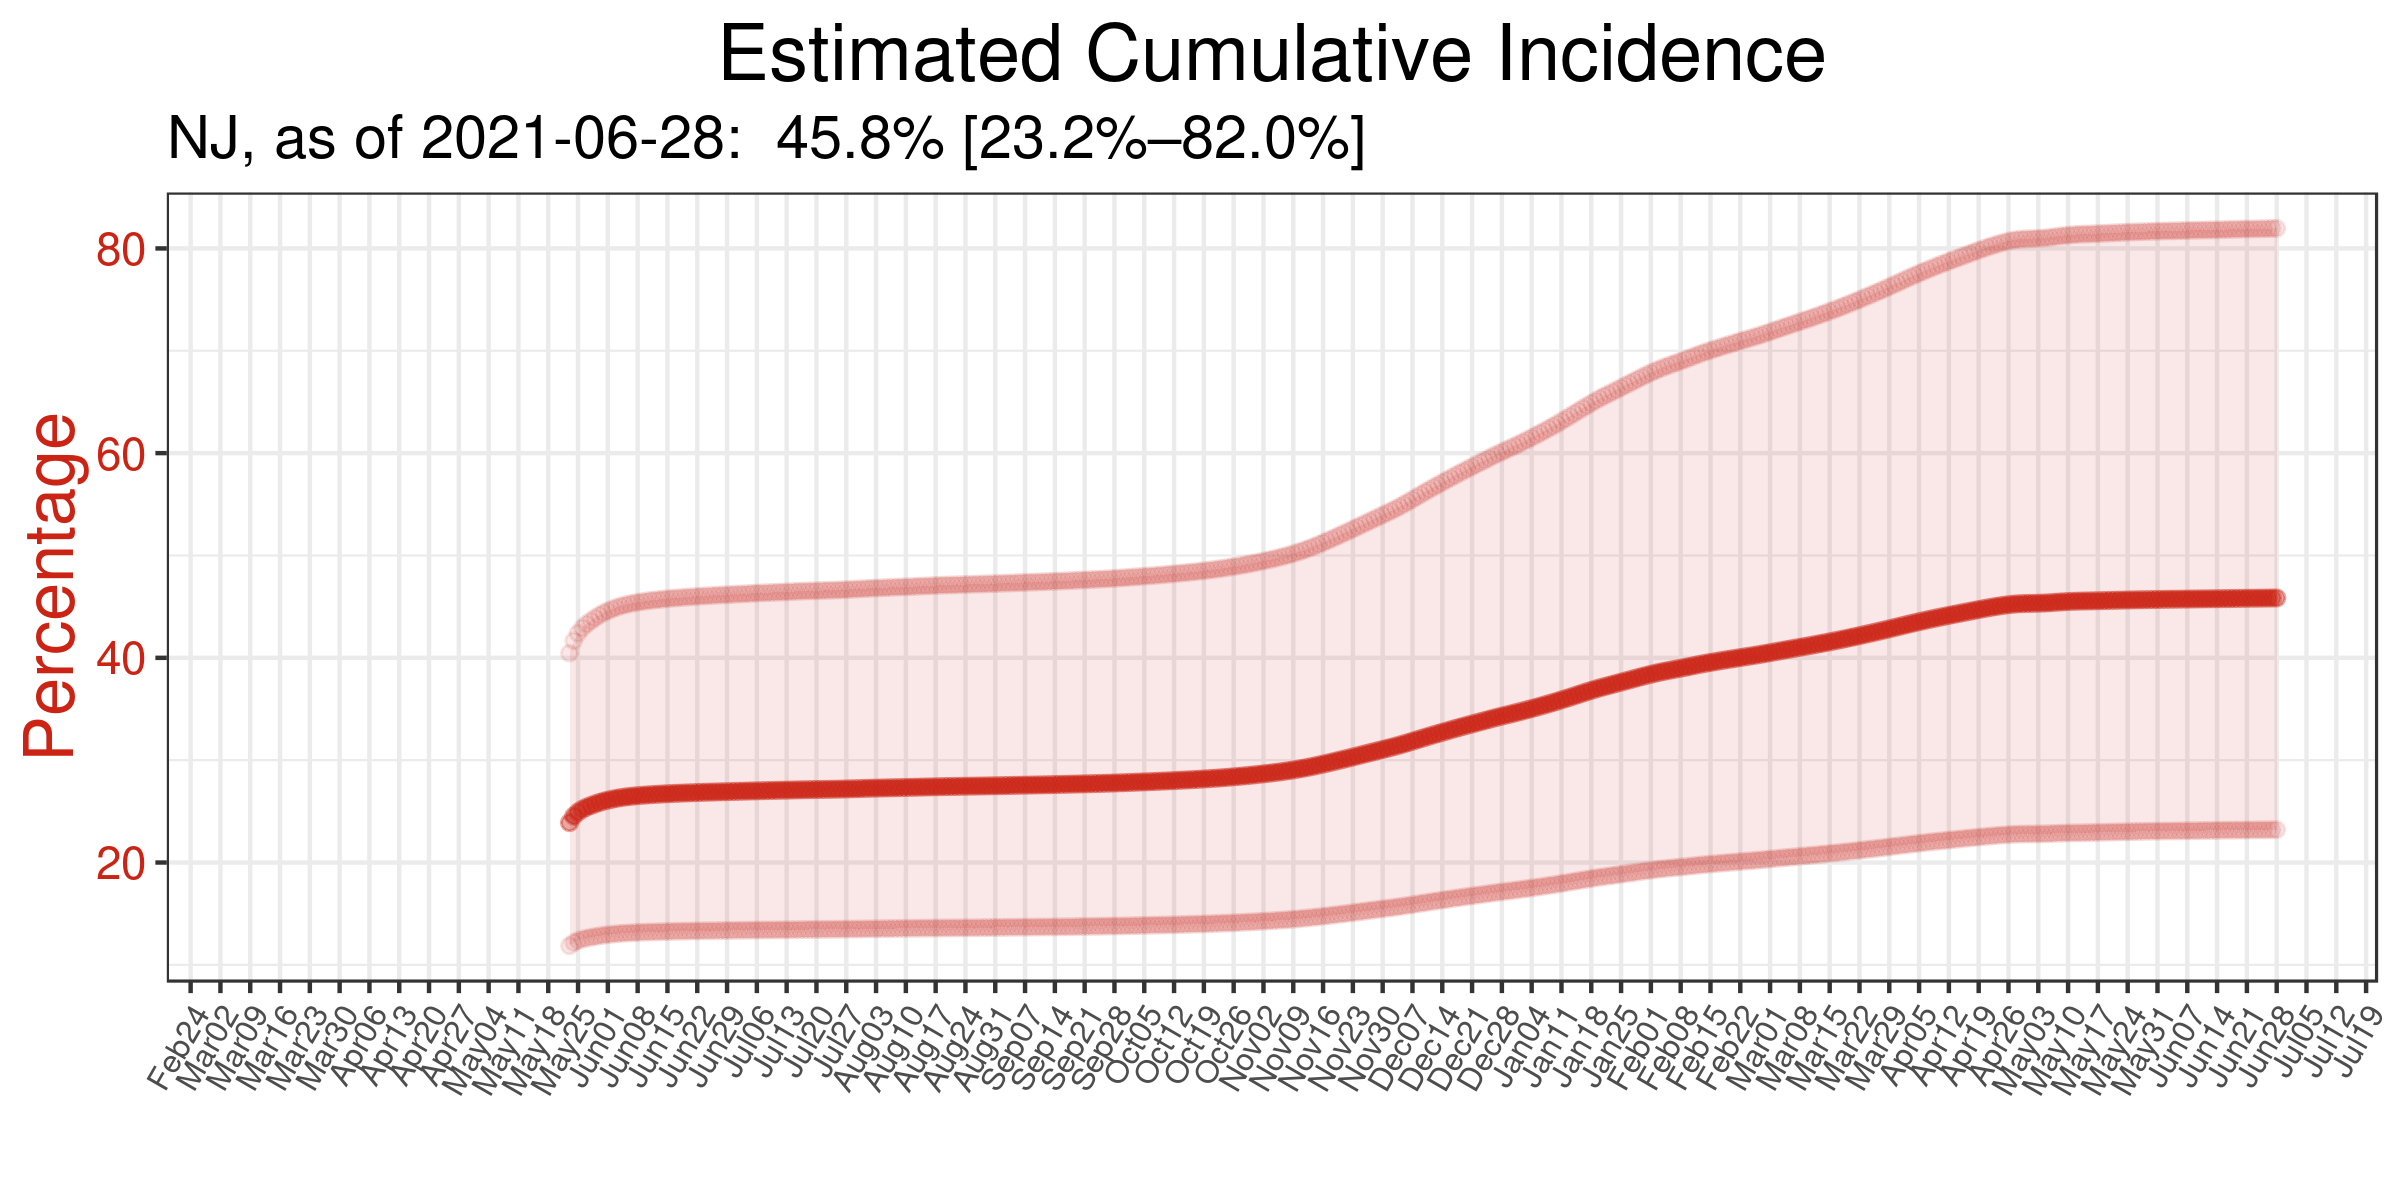 Estimated Cumulative Incidence
NJ, as of 2021-06-28:  45.8% [23.2%–82.0%]
Percentage
80
60
40
20
Feb24
Mar02
Mar09
Mar16
Mar23
Mar30
Apr06
Apr13
Apr20
Apr27
May04
May11
May18
May25
Jun01
Jun08
Jun15
Jun22
Jun29
Jul06
Jul13
Jul20
Jul27
Aug03
Aug10
Aug17
Aug24
Aug31
Sep07
Sep14
Sep21
Sep28
Oct05
Oct12
Oct19
Oct26
Nov02
Nov09
Nov16
Nov23
Nov30
Dec07
Dec14
Dec21
Dec28
Jan04
Jan11
Jan18
Jan25
Feb01
Feb08
Feb15
Feb22
Mar01
Mar08
Mar15
Mar22
Mar29
Apr05
Apr12
Apr19
Apr26
May03
May10
May17
May24
May31
Jun07
Jun14
Jun21
Jun28
Jul05
Jul12
Jul19